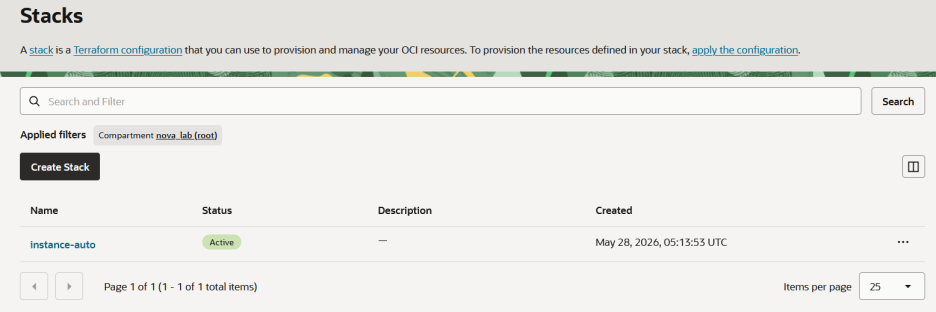 Stacks
A stack is a Terraform configuration that you can use to provision and manage your OCI resources. To provision the resources defined in your stack, apply the configuration.
Search and Filter
Search
Applied filters
Compartment nova_lab (root)
Create Stack
Name Status Description Created
instance-auto Active — May 28, 2026, 05:13:53 UTC ···
Page 1 of 1 (1 - 1 of 1 total items)
Items per page 25